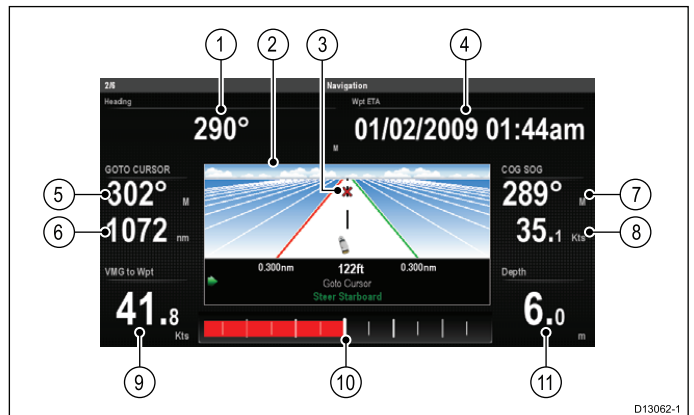 1 2 3 4
2/6 Navigation
Heading Wpt ETA
290° M 01/02/2009 01:44am
GOTO CURSOR COG SOG
5 302° M 289° M 7
6 1072 nm 35.1 Kts 8
0.300nm 122ft 0.300nm
VMG to Wpt Goto Cursor Depth
Steer Starboard
41.8 Kts 6.0 m
9 10 11
D13062-1